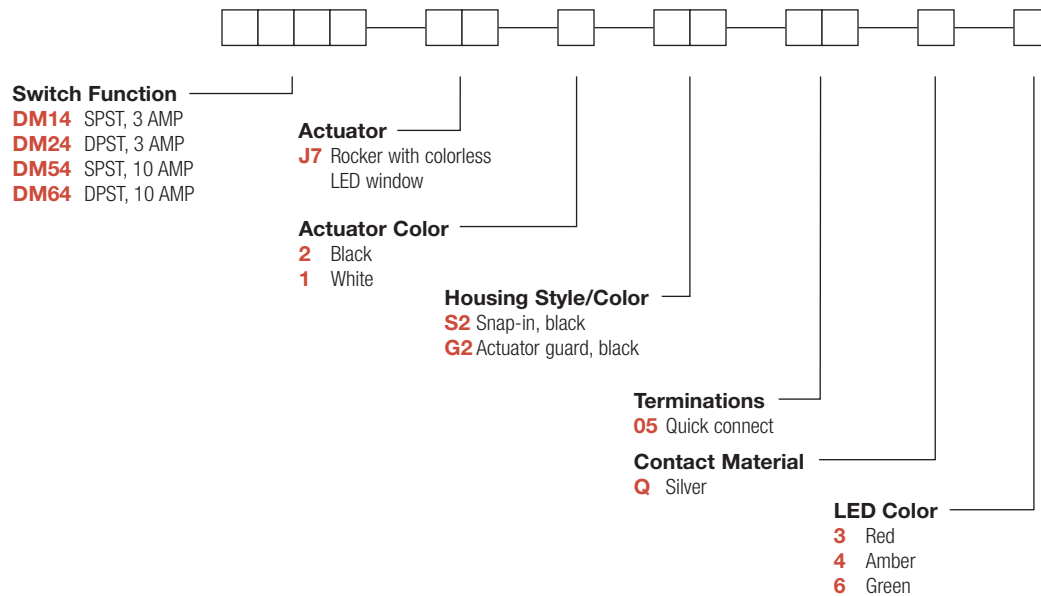 Switch Function
DM14 SPST, 3 AMP
DM24 DPST, 3 AMP
DM54 SPST, 10 AMP
DM64 DPST, 10 AMP
Actuator
J7 Rocker with colorless
LED window
Actuator Color
2 Black
1 White
Housing Style/Color
S2 Snap-in, black
G2 Actuator guard, black
Terminations
05 Quick connect
Contact Material
Q Silver
LED Color
3 Red
4 Amber
6 Green